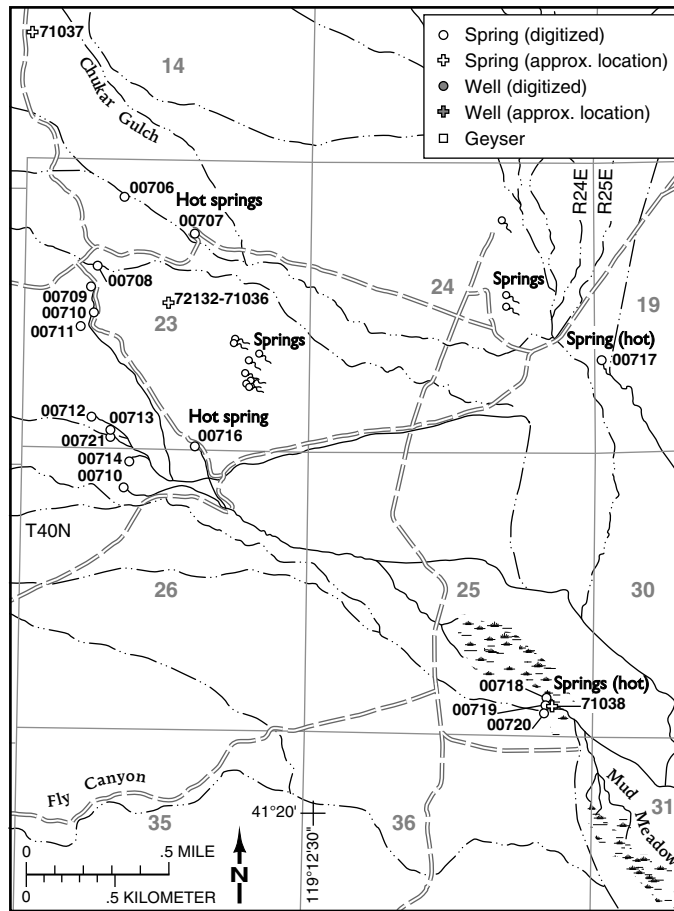 71037
14
Chukar Gulch
Spring (digitized)
Spring (approx. location)
Well (digitized)
Well (approx. location)
Geyser
00706
Hot springs
00707
R24E
R25E
00708
00709
00710
00711
72132-71036
23
24
Springs
19
Springs
Spring (hot)
00717
00712
00713
00721
00714
00710
Hot spring
00716
T40N
26
25
30
00718
Springs (hot)
00719
71038
00720
Fly Canyon
35
41°20'
119°12'30"
36
Mud Meadow
31
0 .5 MILE
0 .5 KILOMETER
N